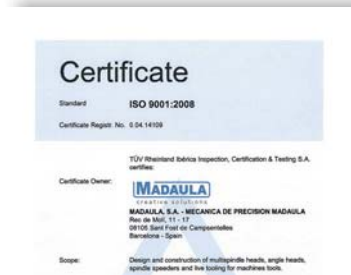 Certificate
Standard ISO 9001:2008
Certificate Registr. No. 0.04.14109
TÜV Rheinland Ibérica Inspection, Certification & Testing S.A.
certifies:
Certificate Owner:
MADAULA
creative solutions
MADAULA, S.A. - MECANICA DE PRECISION MADAULA
Rec de Molí, 11 - 17
08105 Sant Fost de Campsentelles
Barcelona - Spain
Scope: Design and construction of multispindle heads, angle heads,
spindle speeders and live tooling for machines tools.